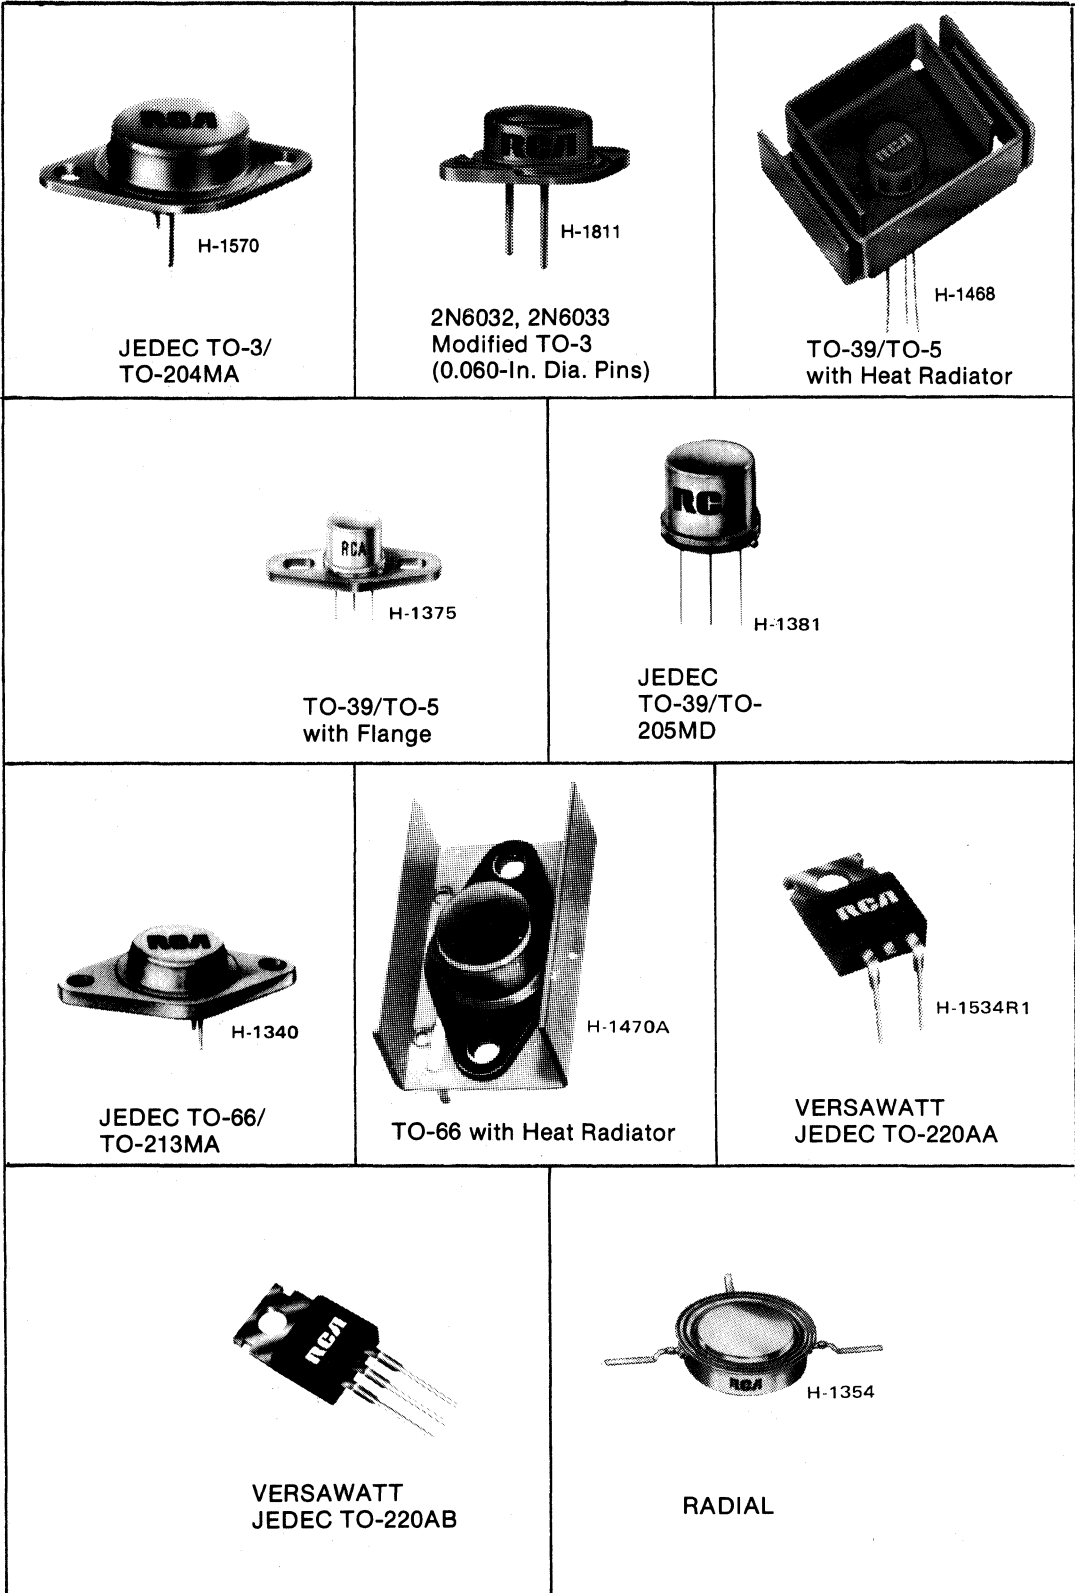 RCA
H-1570
JEDEC TO-3/
TO-204MA
RCA
H-1811
2N6032, 2N6033
Modified TO-3
(0.060-In. Dia. Pins)
RCA
H-1468
TO-39/TO-5
with Heat Radiator
RCA
H-1375
TO-39/TO-5
with Flange
RCA
H-1381
JEDEC
TO-39/TO-
205MD
RCA
H-1340
JEDEC TO-66/
TO-213MA
H-1470A
TO-66 with Heat Radiator
RCA
H-1534R1
VERSAWATT
JEDEC TO-220AA
RCA
VERSAWATT
JEDEC TO-220AB
RCA
H-1354
RADIAL